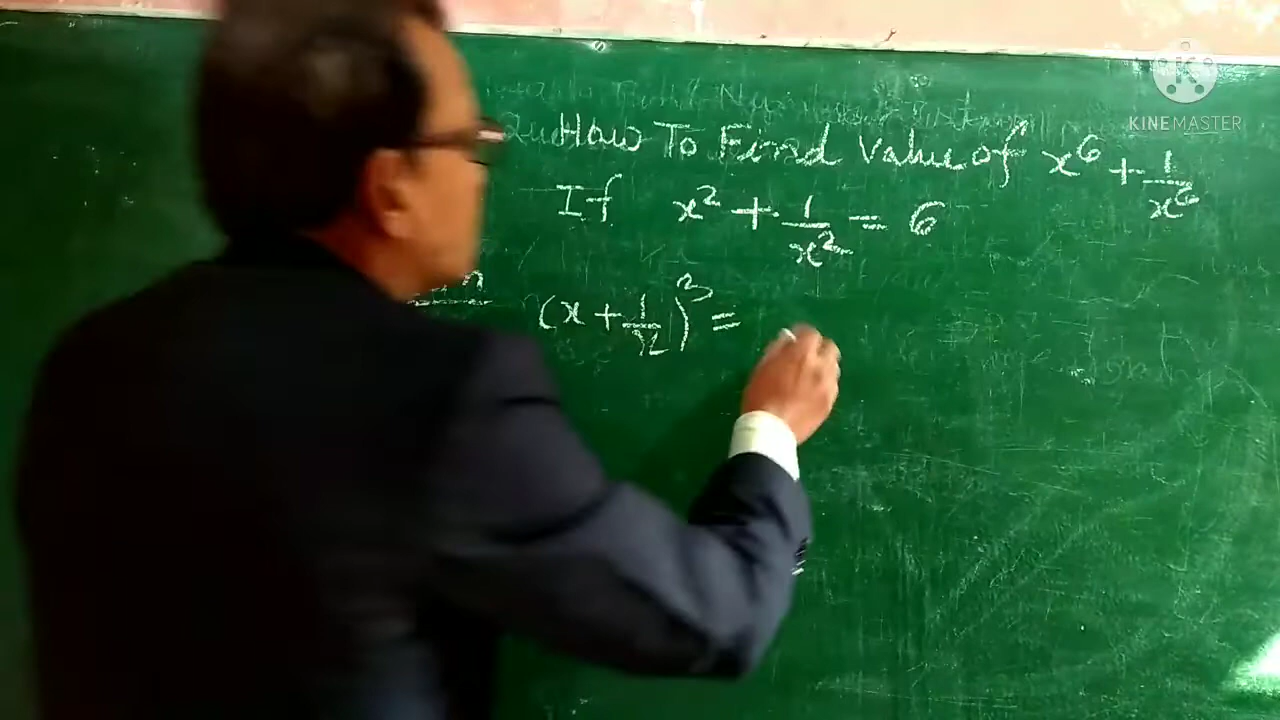 KINEMASTER
How To Find Value of x⁶ + 1/x⁶
If x² + 1/x² = 6
(x + 1/x)³ =